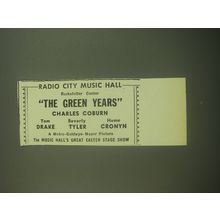 RADIO CITY MUSIC HALL
Rockefeller Center
"THE GREEN YEARS"
CHARLES COBURN
Tom Beverly Hume
DRAKE TYLER CRONYN
A Metro-Goldwyn-Mayer Picture
The MUSIC HALL'S GREAT EASTER STAGE SHOW